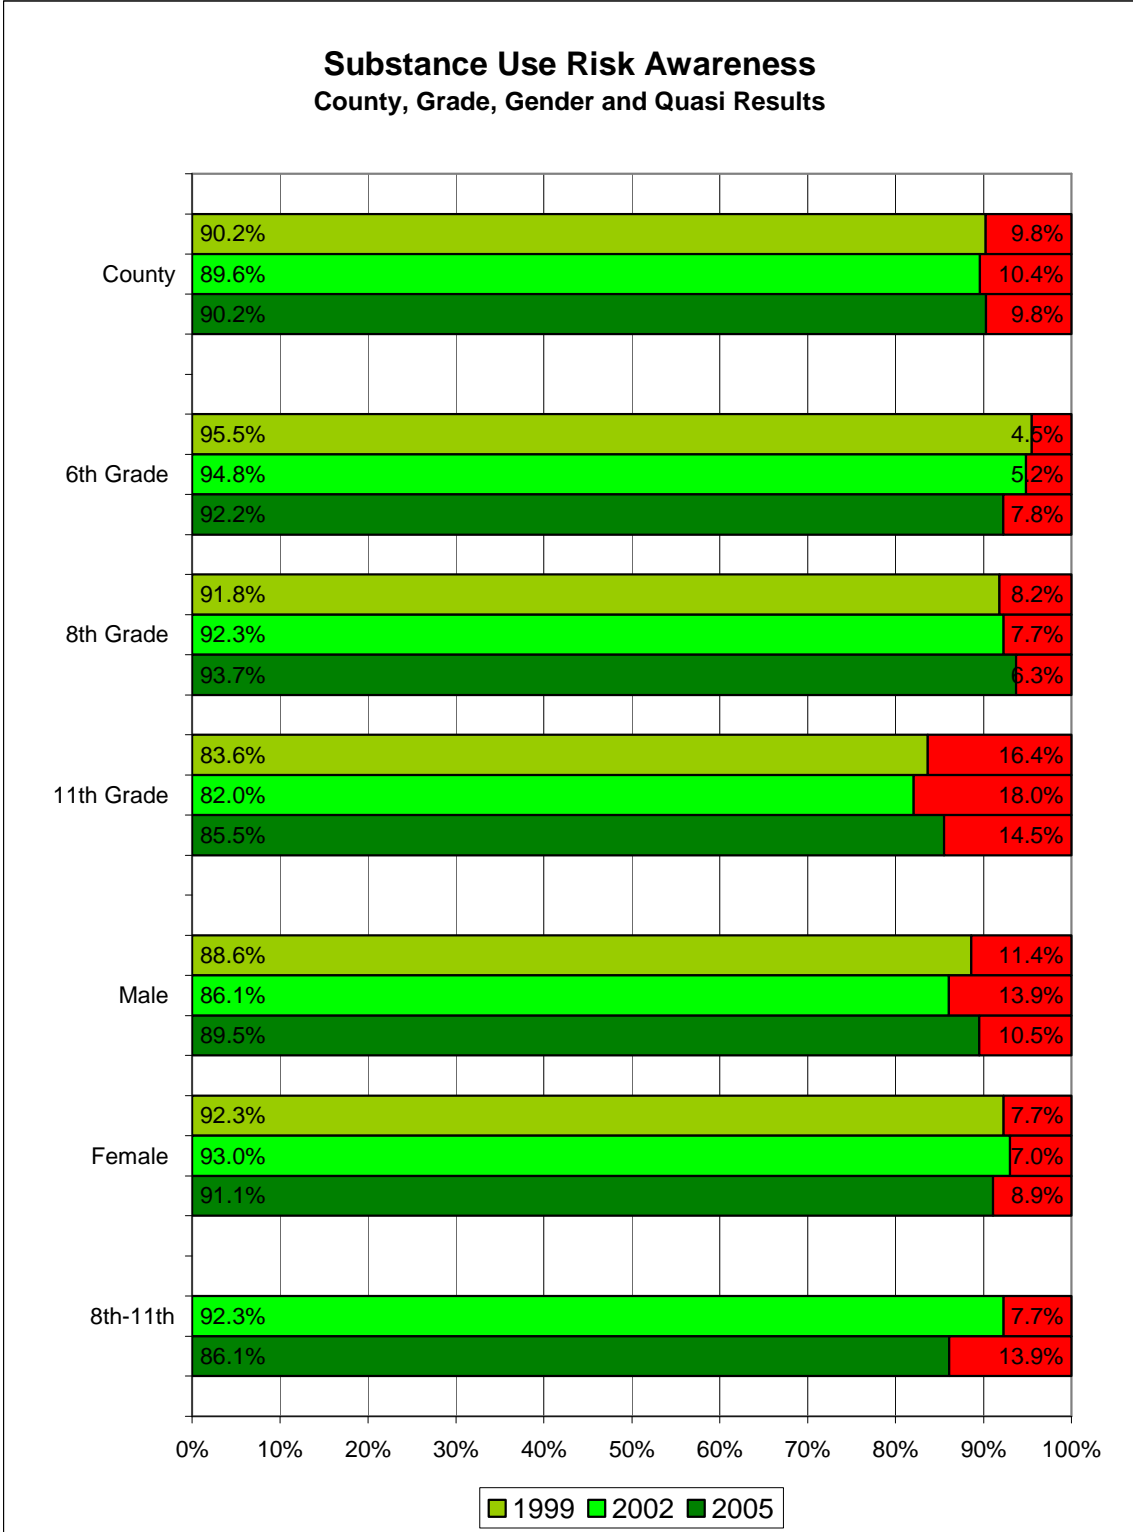 Substance Use Risk Awareness
County, Grade, Gender and Quasi Results
90.2% 9.8%
County 89.6% 10.4%
90.2% 9.8%
95.5% 4.5%
6th Grade 94.8% 5.2%
92.2% 7.8%
91.8% 8.2%
8th Grade 92.3% 7.7%
93.7% 6.3%
83.6% 16.4%
11th Grade 82.0% 18.0%
85.5% 14.5%
88.6% 11.4%
Male 86.1% 13.9%
89.5% 10.5%
92.3% 7.7%
Female 93.0% 7.0%
91.1% 8.9%
8th-11th 92.3% 7.7%
86.1% 13.9%
0% 10% 20% 30% 40% 50% 60% 70% 80% 90% 100%
1999 2002 2005